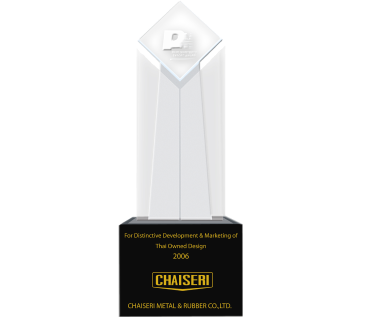 For Distinctive Development & Marketing of
Thai Owned Design
2006
CHAISERI
CHAISERI METAL & RUBBER CO.,LTD.